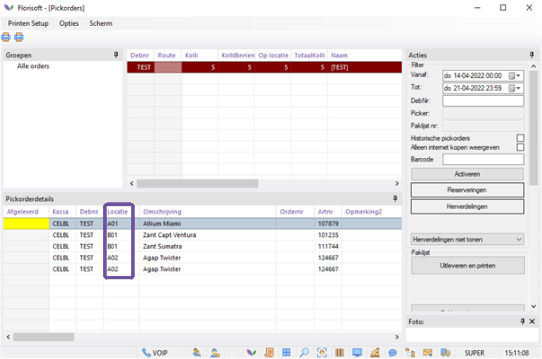 Florisoft - [Pickorders]
Printen Setup Opties Scherm
Groepen
Alle orders
Debnr Route Kolli KolliBinnen Op locatie TotaalKolli Naam
TEST 5 5 5 5 [TEST]
Pickorderdetails
Afgeleverd Kassa Debnr Locatie Omschrijving Ordernr Artnr Opmerking2
CELBL TEST A01 Allium Miami 107879
CELBL TEST B01 Zant Capt Ventura 101235
CELBL TEST B01 Zant Sumatra 111744
CELBL TEST A02 Agap Twister 124667
CELBL TEST A02 Agap Twister 124667
Acties
Filter
Vanaf: do 14-04-2022 00:00
Tot: do 21-04-2022 23:59
DebNr:
Picker:
Paklijst nr:
Historische pickorders
Alleen internet kopen weergeven
Barcode
Activeren
Reserveringen
Herverdelingen
Herverdelingen niet tonen
Paklijst
Uitleveren en printen
Foto:
VOIP SUPER 15:11:08